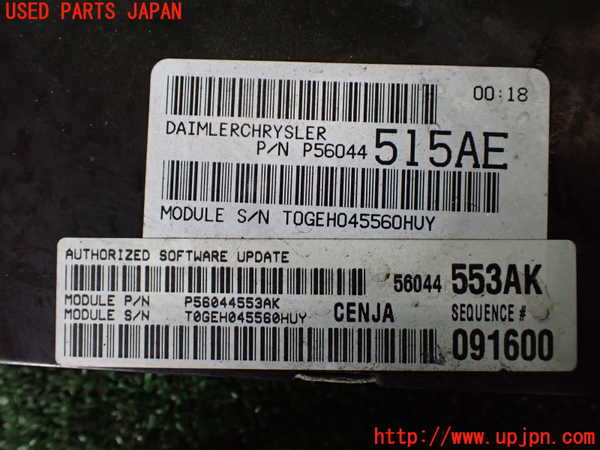 USED PARTS JAPAN
00:18
DAIMLERCHRYSLER
P/N P56044 515AE
MODULE S/N T0GEH045560HUY
AUTHORIZED SOFTWARE UPDATE
56044 553AK
MODULE P/N P56044553AK
MODULE S/N T0GEH045560HUY
CENJA
SEQUENCE #
091600
http://www.upjpn.com/